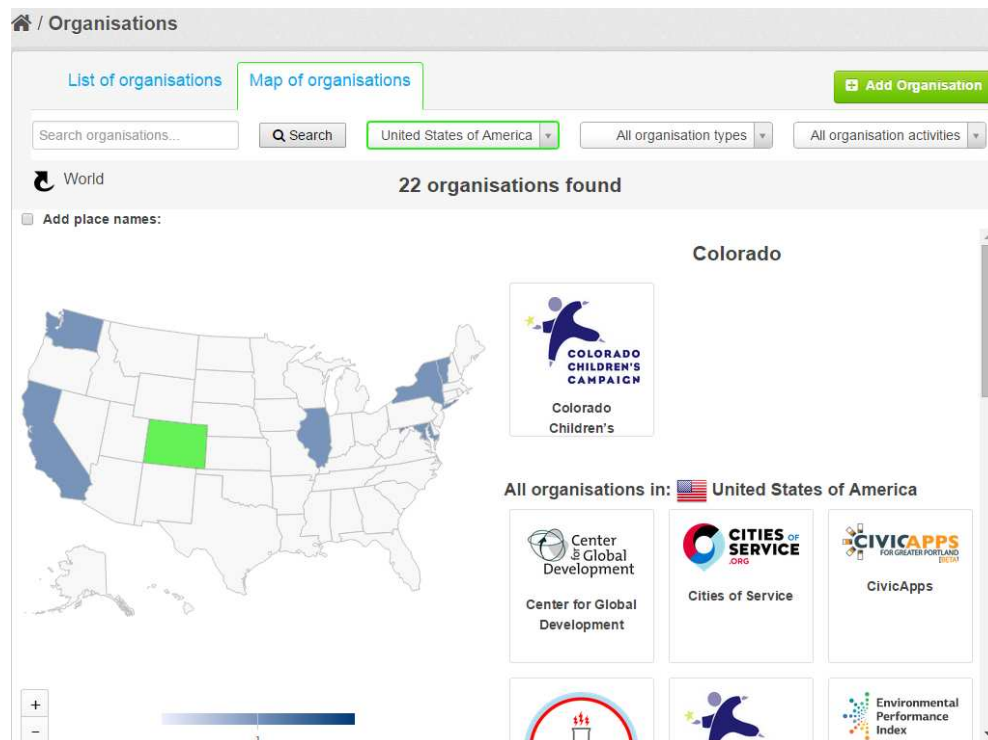 / Organisations
List of organisations
Map of organisations
Add Organisation
Search organisations...
Search
United States of America
All organisation types
All organisation activities
World
22 organisations found
Add place names:
Colorado
COLORADO
CHILDREN'S
CAMPAIGN
Colorado
Children's
All organisations in: United States of America
Center
for Global
Development
Center for Global
Development
CITIES OF
SERVICE
.ORG
Cities of Service
CIVICAPPS
FOR GREATER PORTLAND
[BETA]
CivicApps
Environmental
Performance
Index
+
-